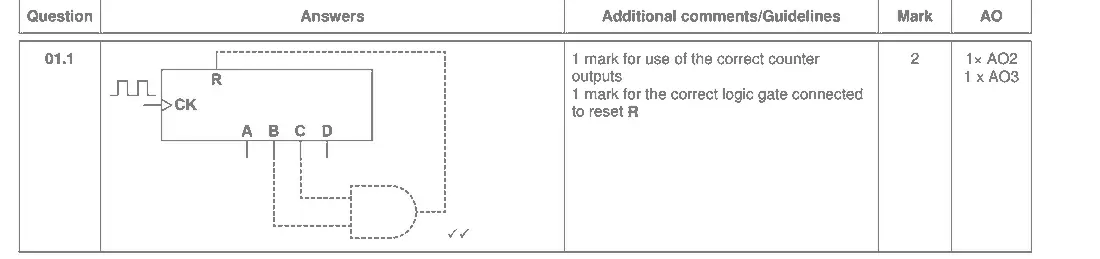 Question Answers Additional comments/Guidelines Mark AO
01.1 R 1 mark for use of the correct counter 2 1× AO2
outputs 1 x AO3
CK 1 mark for the correct logic gate connected
to reset R
A B C D
✓✓